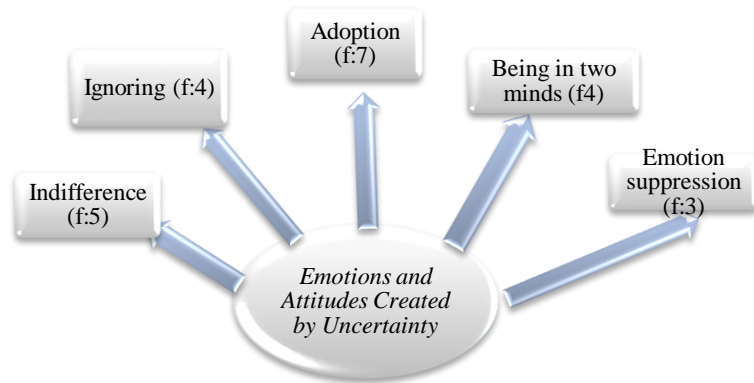 Adoption
(f:7)
Ignoring (f:4)
Being in two
minds (f4)
Indifference
(f:5)
Emotion
suppression
(f:3)
Emotions and
Attitudes Created
by Uncertainty